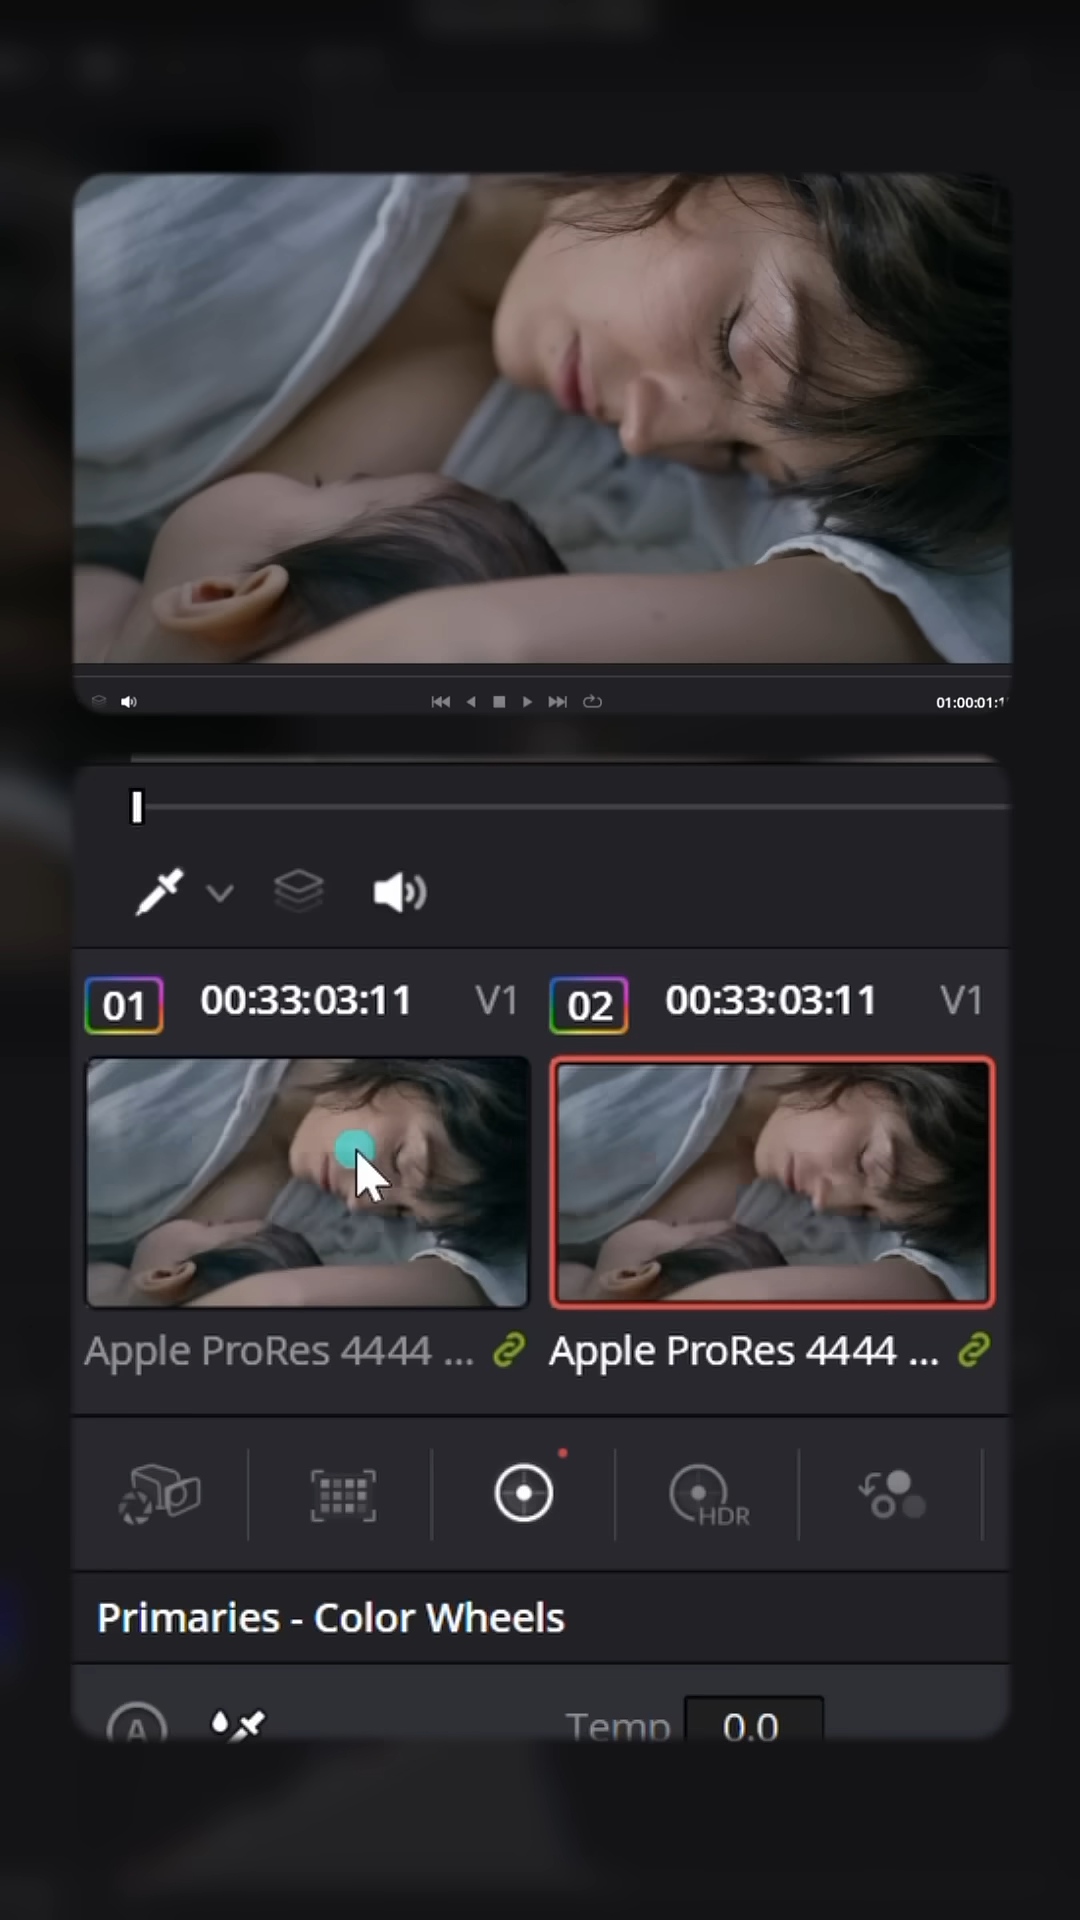 01:00:01:1
01 00:33:03:11 V1 02 00:33:03:11 V1
Apple ProRes 4444 ... Apple ProRes 4444 ...
HDR
Primaries - Color Wheels
A Temp 0.0